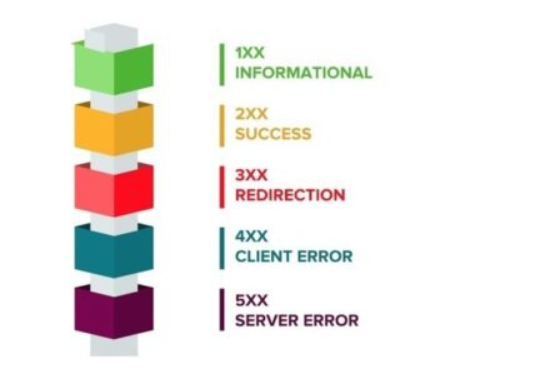 1XX
INFORMATIONAL
2XX
SUCCESS
3XX
REDIRECTION
4XX
CLIENT ERROR
5XX
SERVER ERROR